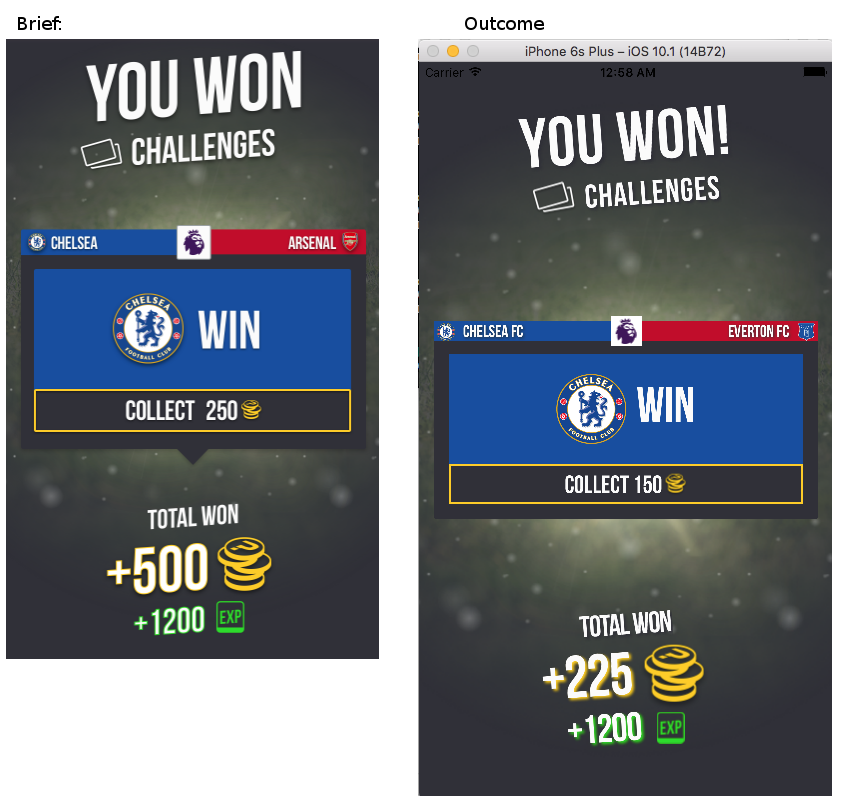 Brief:
YOU WON
CHALLENGES
CHELSEA
ARSENAL
CHELSEA
FOOTBALL CLUB
WIN
COLLECT 250
TOTAL WON
+500
+1200 EXP
Outcome
iPhone 6s Plus – iOS 10.1 (14B72)
Carrier 12:58 AM
YOU WON!
CHALLENGES
CHELSEA FC
EVERTON FC
CHELSEA
FOOTBALL CLUB
WIN
COLLECT 150
TOTAL WON
+225
+1200 EXP